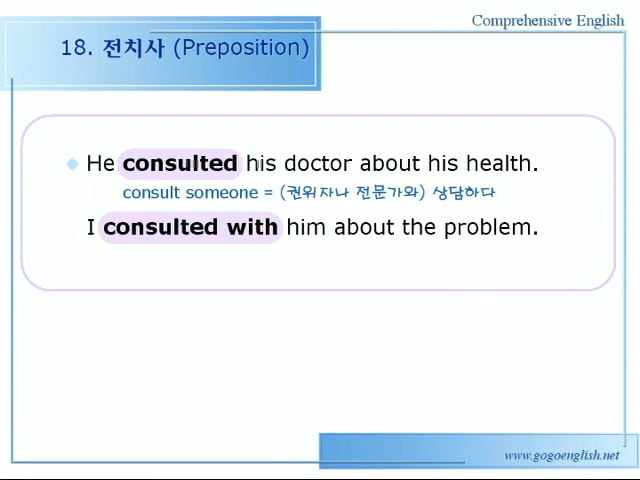 Comprehensive English
18. 전치사 (Preposition)
He consulted his doctor about his health.
consult someone = (권위자나 전문가와) 상담하다
I consulted with him about the problem.
www.gogoenglish.net